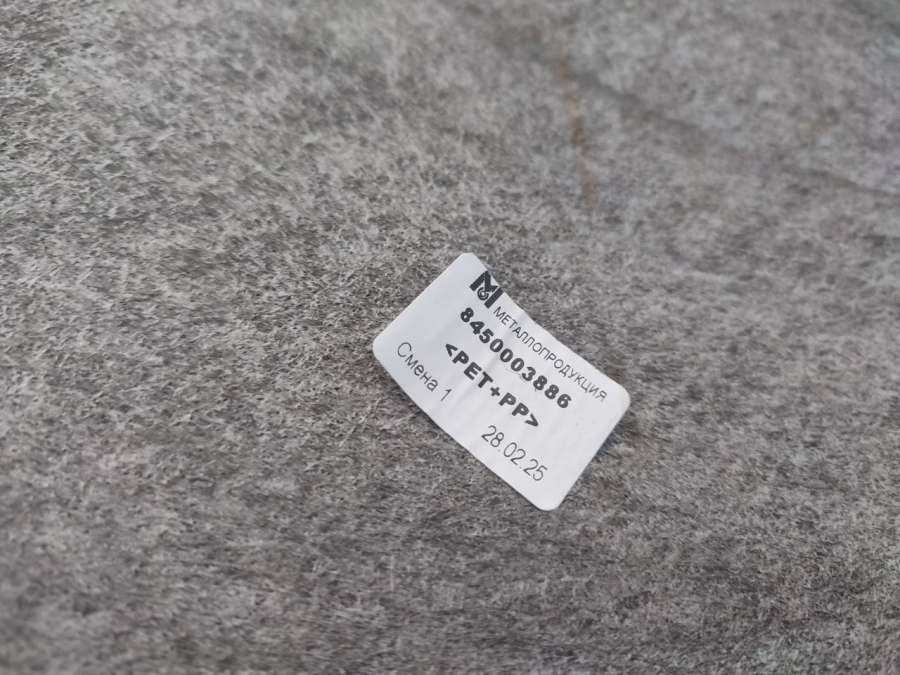 МЕТАЛЛОПРОДУКЦИЯ
8450003886
<PET+PP>
Смена 1
28.02.25